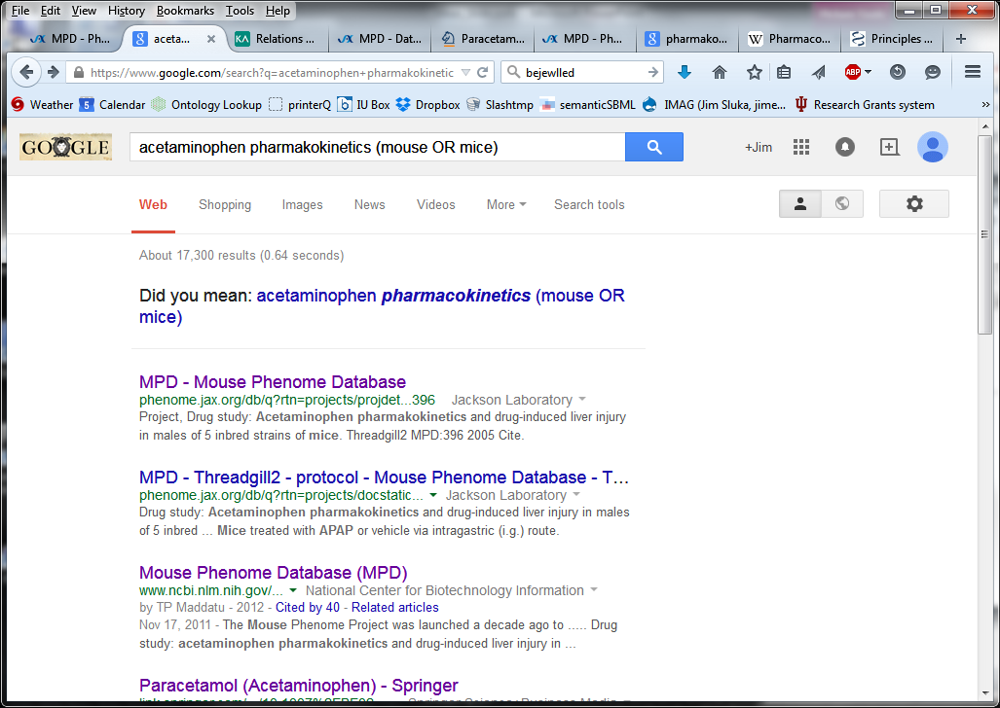 File Edit View History Bookmarks Tools Help
MPD - Ph... aceta... Relations ... MPD - Dat... Paracetam... MPD - Ph... pharmako... Pharmaco... Principles ...
https://www.google.com/search?q=acetaminophen+pharmakokinetic bejewlled ABP
Weather 5 Calendar Ontology Lookup printerQ IU Box Dropbox Slashtmp semanticSBML IMAG (Jim Sluka, jime... Research Grants system »
GOOGLE acetaminophen pharmakokinetics (mouse OR mice) +Jim
Web Shopping Images News Videos More Search tools
About 17,300 results (0.64 seconds)
Did you mean: acetaminophen pharmacokinetics (mouse OR
mice)
MPD - Mouse Phenome Database
phenome.jax.org/db/q?rtn=projects/projdet...396 Jackson Laboratory
Project, Drug study: Acetaminophen pharmakokinetics and drug-induced liver injury
in males of 5 inbred strains of mice. Threadgill2 MPD:396 2005 Cite.
MPD - Threadgill2 - protocol - Mouse Phenome Database - T...
phenome.jax.org/db/q?rtn=projects/docstatic... Jackson Laboratory
Drug study: Acetaminophen pharmakokinetics and drug-induced liver injury in males
of 5 inbred ... Mice treated with APAP or vehicle via intragastric (i.g.) route.
Mouse Phenome Database (MPD)
www.ncbi.nlm.nih.gov/... National Center for Biotechnology Information
by TP Maddatu - 2012 - Cited by 40 - Related articles
Nov 17, 2011 - The Mouse Phenome Project was launched a decade ago to ..... Drug
study: acetaminophen pharmakokinetics and drug-induced liver injury in ...
Paracetamol (Acetaminophen) - Springer